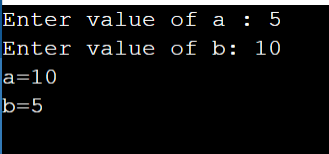 Enter value of a : 5
Enter value of b: 10
a=10
b=5